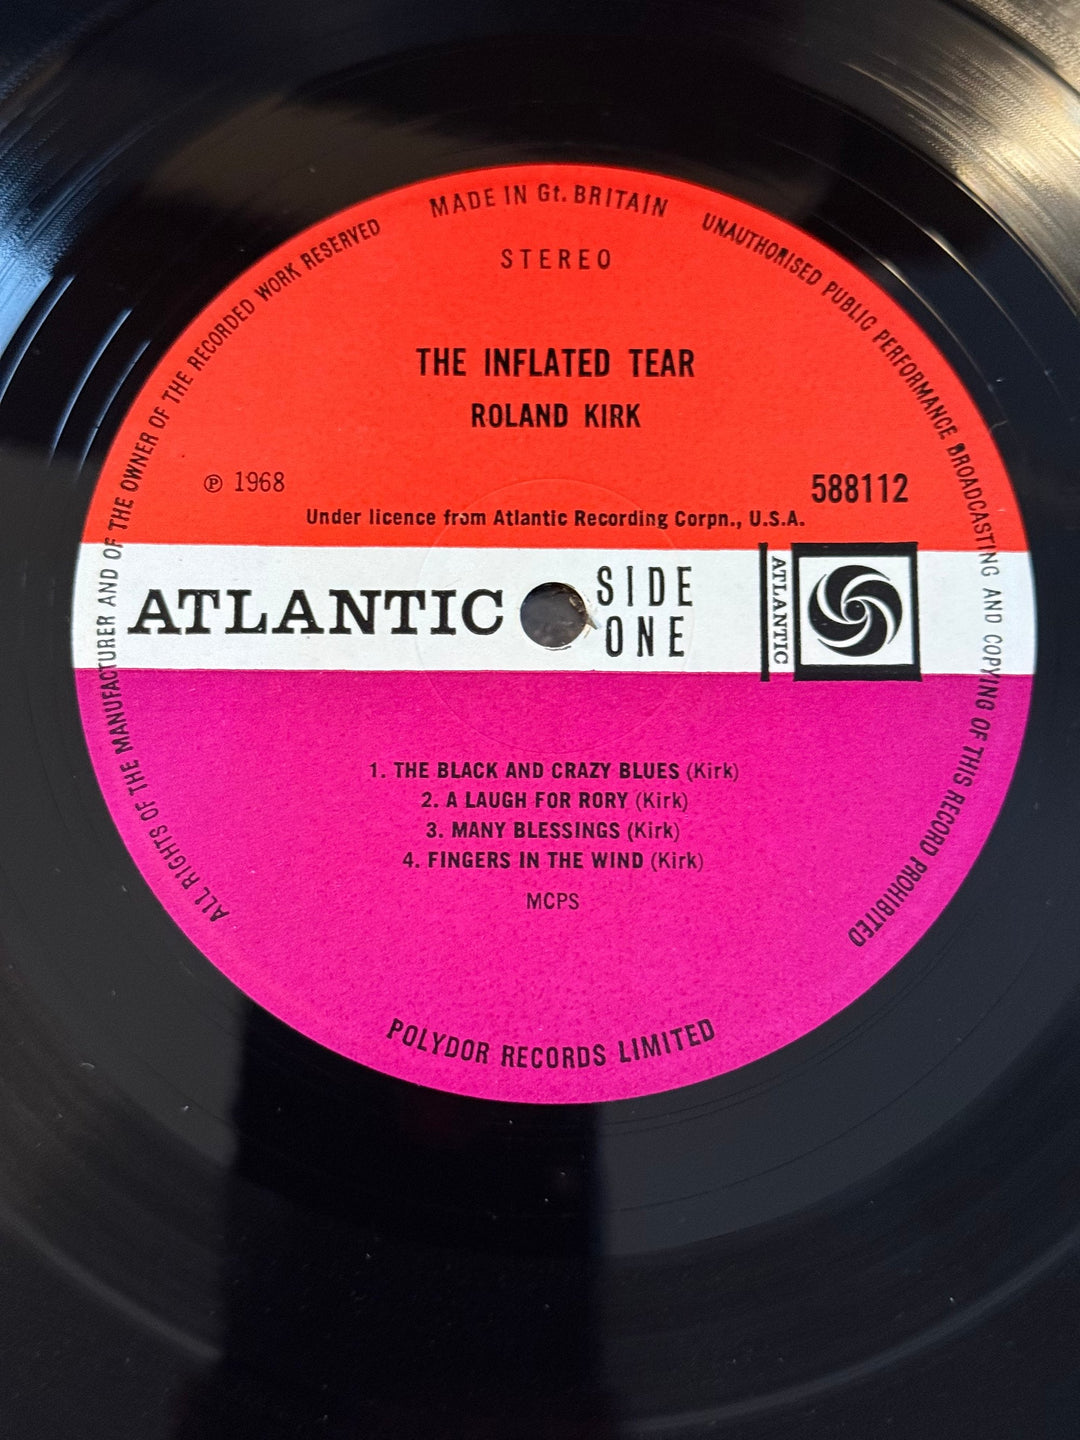 MADE IN Gt. BRITAIN
ALL RIGHTS OF THE MANUFACTURER AND OF THE OWNER OF THE RECORDED WORK RESERVED
UNAUTHORISED PUBLIC PERFORMANCE BROADCASTING AND COPYING OF THIS RECORD PROHIBITED
STEREO
THE INFLATED TEAR
ROLAND KIRK
℗ 1968
588112
Under licence from Atlantic Recording Corpn., U.S.A.
ATLANTIC
SIDE
ONE
ATLANTIC
1. THE BLACK AND CRAZY BLUES (Kirk)
2. A LAUGH FOR RORY (Kirk)
3. MANY BLESSINGS (Kirk)
4. FINGERS IN THE WIND (Kirk)
MCPS
POLYDOR RECORDS LIMITED